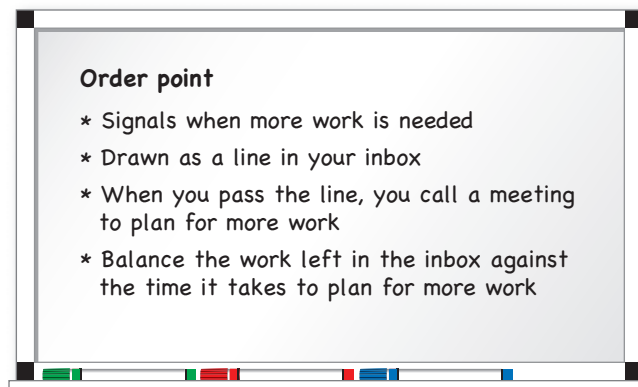 Order point
* Signals when more work is needed
* Drawn as a line in your inbox
* When you pass the line, you call a meeting
to plan for more work
* Balance the work left in the inbox against
the time it takes to plan for more work